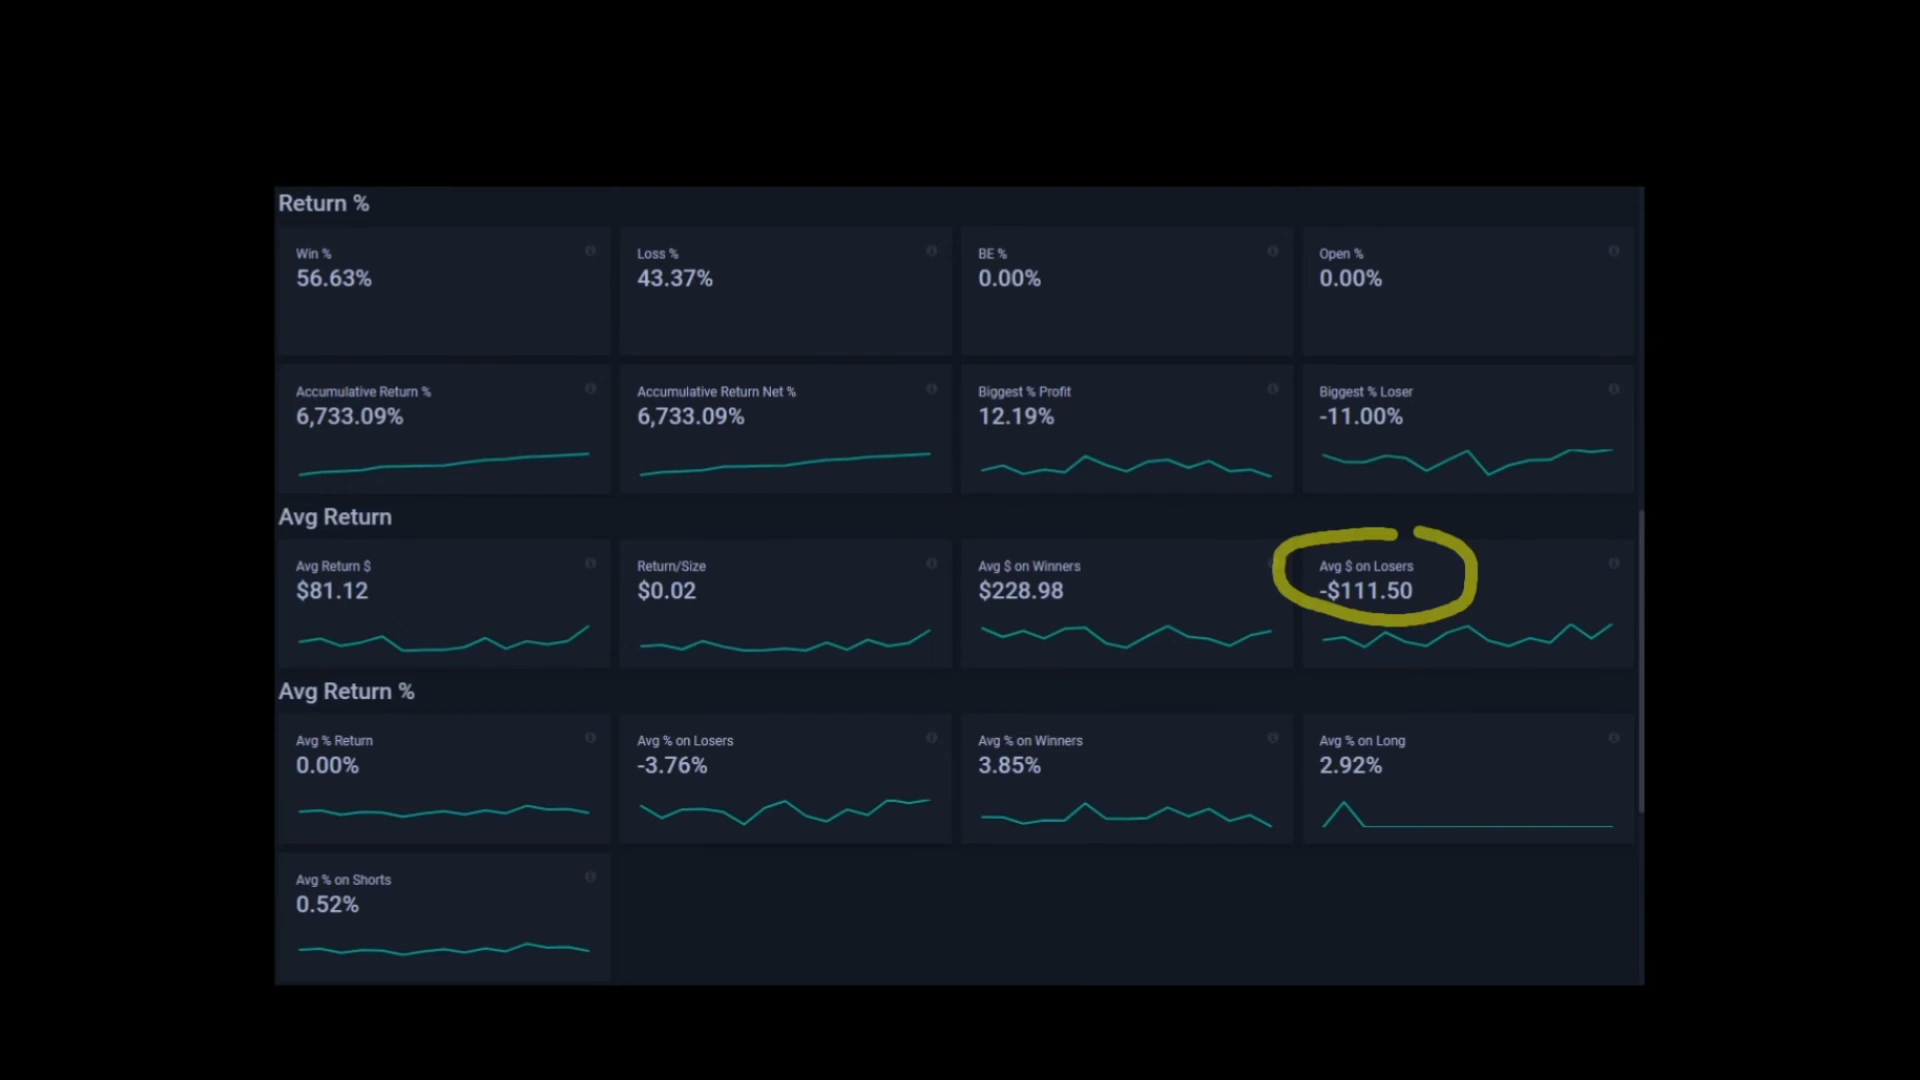 Return %
Win %
Loss %
BE %
Open %
56.63%
43.37%
0.00%
0.00%
Accumulative Return %
Accumulative Return Net %
Biggest % Profit
Biggest % Loser
6,733.09%
6,733.09%
12.19%
-11.00%
Avg Return
Avg Return $
Return/Size
Avg $ on Winners
Avg $ on Losers
$81.12
$0.02
$228.98
-$111.50
Avg Return %
Avg % Return
Avg % on Losers
Avg % on Winners
Avg % on Long
0.00%
-3.76%
3.85%
2.92%
Avg % on Shorts
0.52%